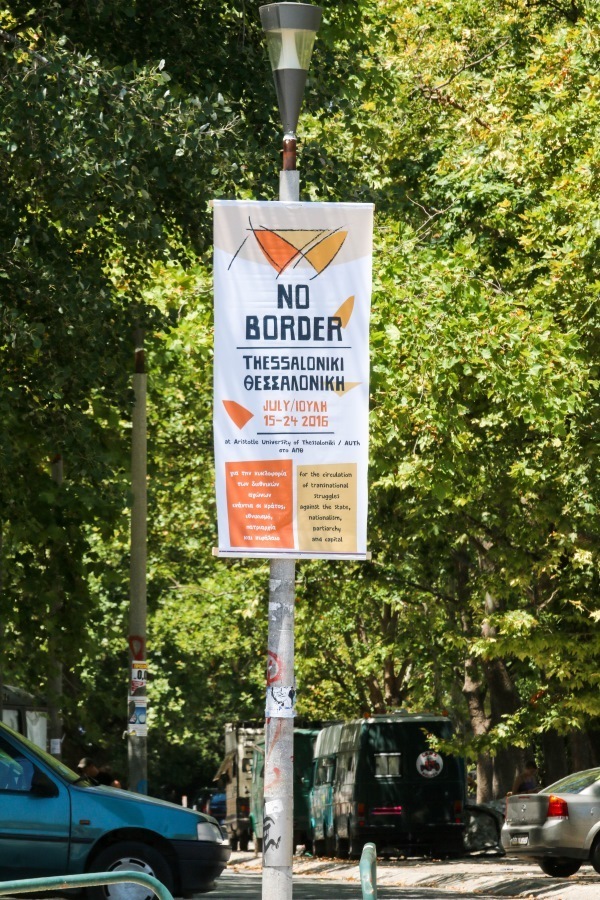 NO
BORDER
THESSALONIKI
ΘΕΣΣΑΛΟΝΙΚΗ
JULY/ΙΟΥΛΗ
15-24 2016
at Aristotle University of Thessaloniki / AUTh
στο ΑΠΘ
για την κυκλοφορία
των διεθνικών
αγώνων
ενάντια σε κράτος,
εθνικισμό,
πατριαρχία
και κεφάλαιο
for the circulation
of transnational
struggles
against the state,
nationalism,
partiarchy
and capital